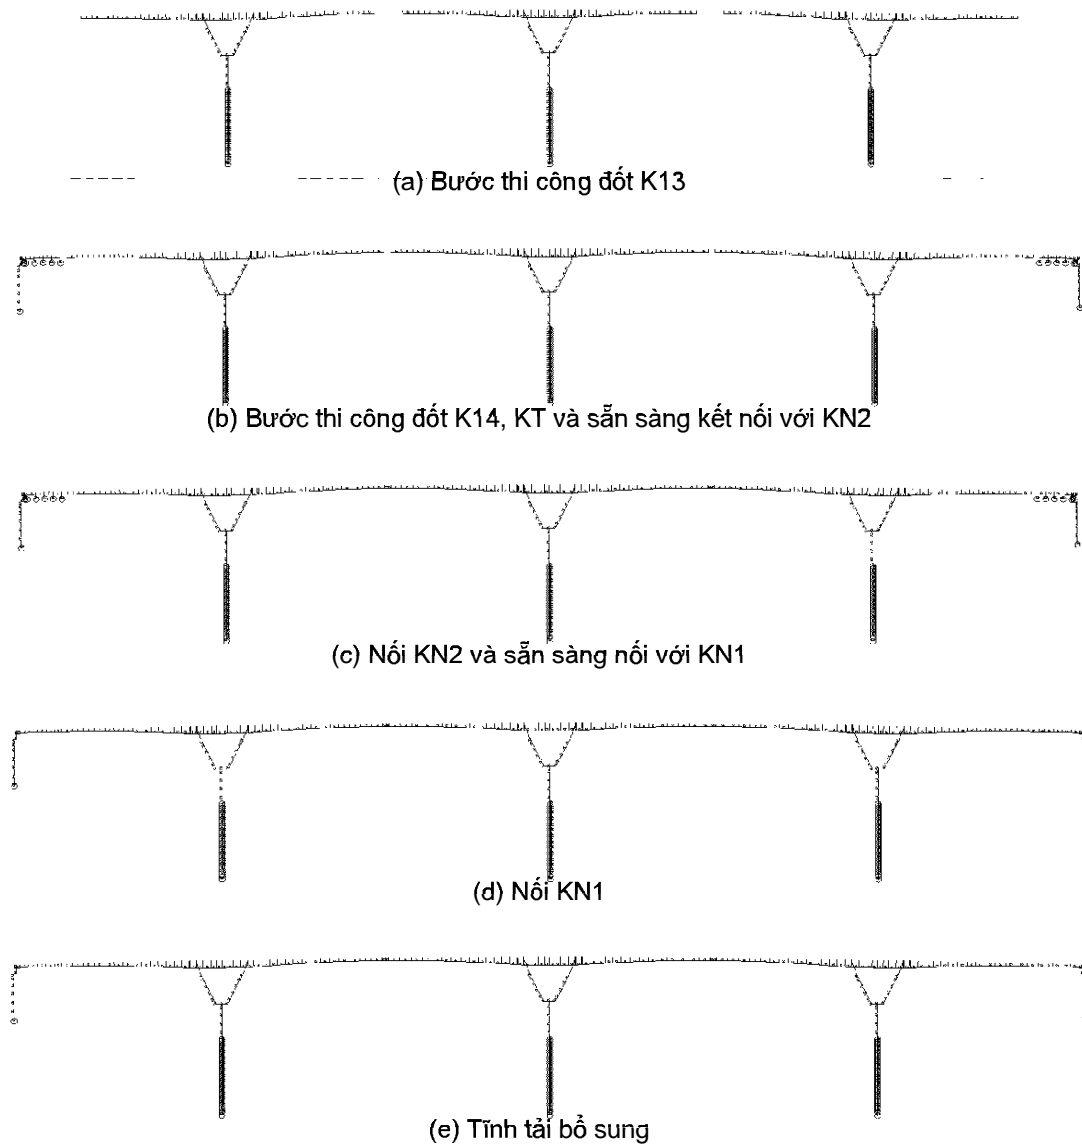 (a) Bước thi công đốt K13
(b) Bước thi công đốt K14, KT và sẵn sàng kết nối với KN2
(c) Nối KN2 và sẵn sàng nối với KN1
(d) Nối KN1
(e) Tĩnh tải bổ sung